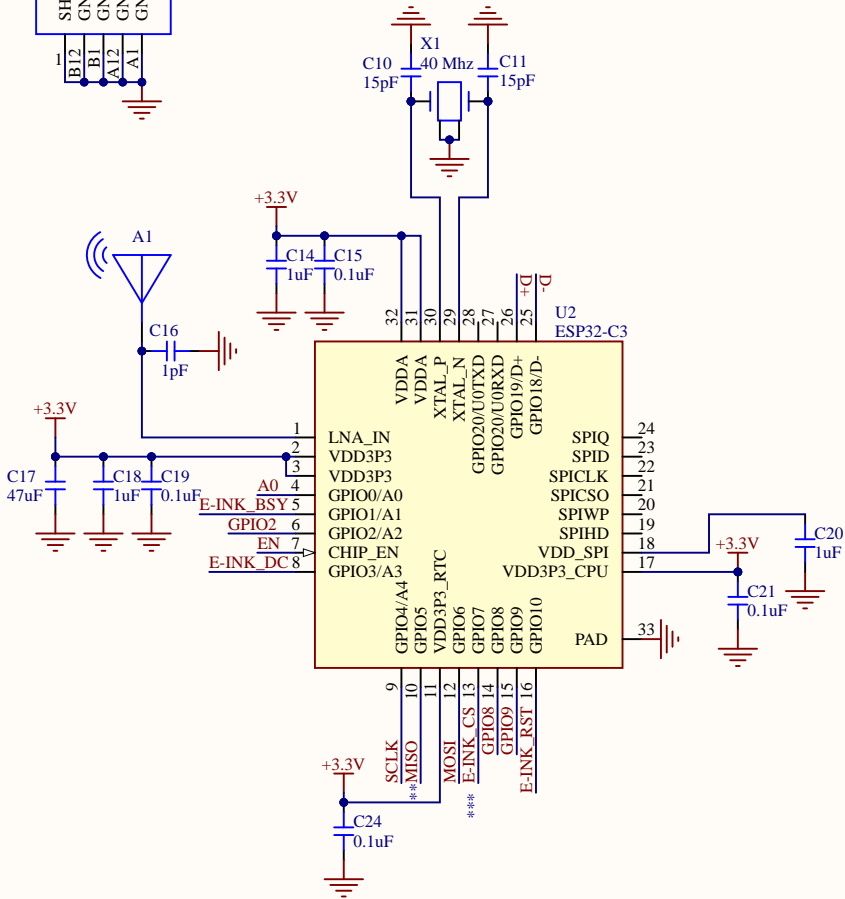 SH
GN
GN
GN
GN
1
B12
B1
A12
A1
X1
C10
40 Mhz
C11
15pF
15pF
+3.3V
A1
C14
C15
1uF
0.1uF
D+
D-
32
31
30
29
28
27
26
25
U2
ESP32-C3
C16
1pF
VDDA
VDDA
XTAL_P
XTAL_N
GPIO20/U0TXD
GPIO20/U0RXD
GPIO19/D+
GPIO18/D-
+3.3V
1
LNA_IN
2
VDD3P3
3
VDD3P3
A0
4
GPIO0/A0
E-INK_BSY
5
GPIO1/A1
GPIO2
6
GPIO2/A2
EN
7
CHIP_EN
E-INK_DC
8
GPIO3/A3
C17
47uF
C18
1uF
C19
0.1uF
SPIQ
24
SPID
23
SPICLK
22
SPICSO
21
SPIWP
20
SPIHD
19
VDD_SPI
18
VDD3P3_CPU
17
+3.3V
C20
1uF
C21
0.1uF
PAD
33
GPIO4/A4
GPIO5
VDD3P3_RTC
GPIO6
GPIO7
GPIO8
GPIO9
GPIO10
9
10
11
12
13
14
15
16
SCLK
**MISO
MOSI
*** E-INK_CS
GPIO8
GPIO9
E-INK_RST
+3.3V
C24
0.1uF